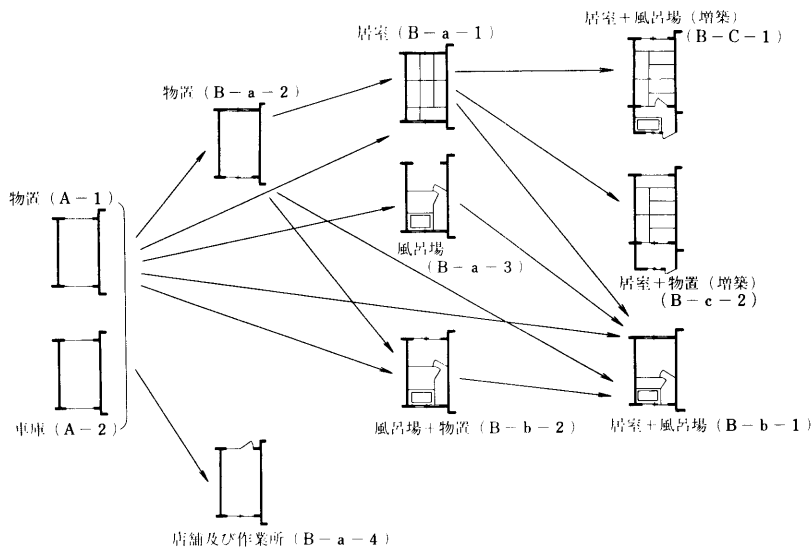 居室+風呂場(増築)
(B-C-1)
居室(B-a-1)
物置(B-a-2)
物置(A-1)
風呂場
(B-a-3)
居室+物置(増築)
(B-c-2)
車庫(A-2)
風呂場+物置(B-b-2)
居室+風呂場(B-b-1)
店舗及び作業所(B-a-4)